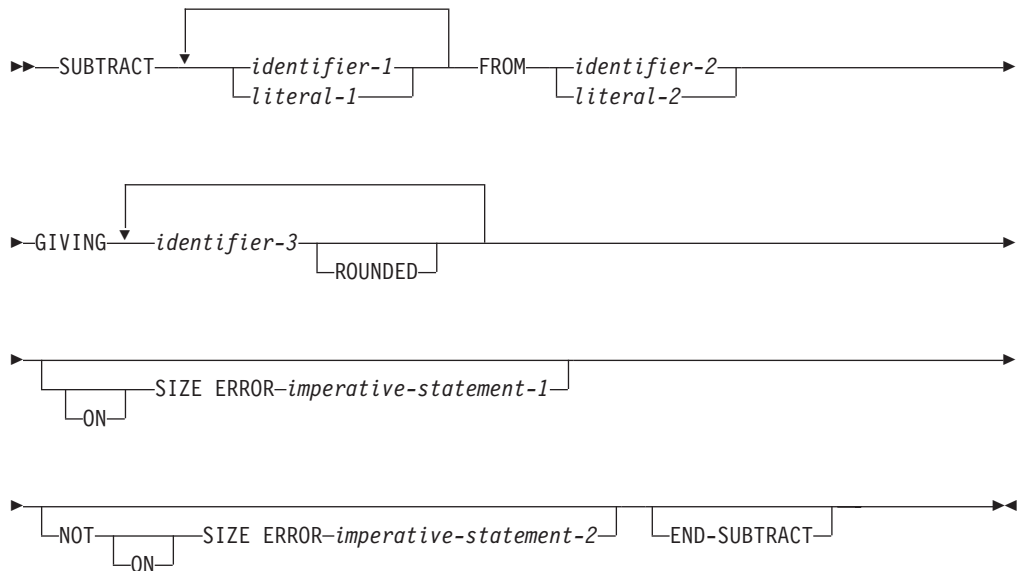 SUBTRACT identifier-1 FROM identifier-2
literal-1 literal-2
GIVING identifier-3
ROUNDED
SIZE ERROR imperative-statement-1
ON
NOT SIZE ERROR imperative-statement-2 END-SUBTRACT
ON